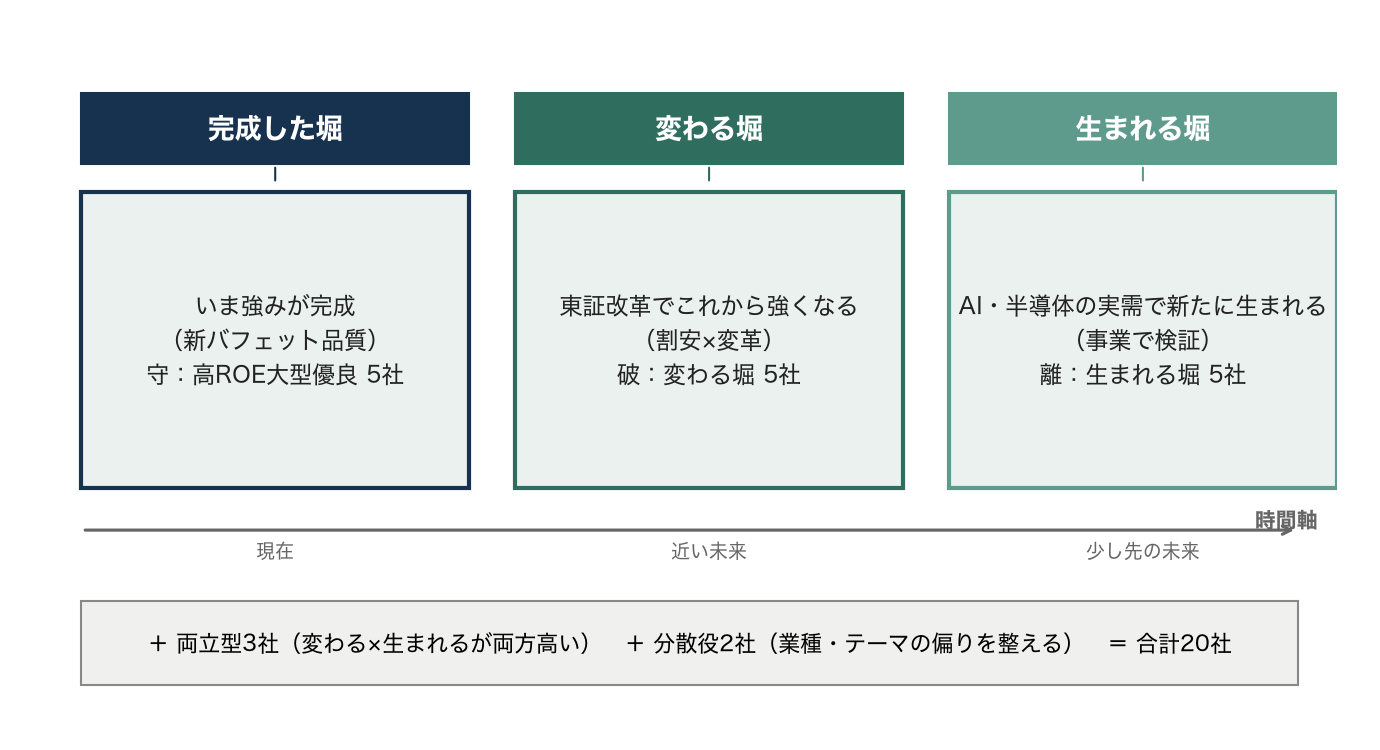 完成した堀
変わる堀
生まれる堀
いま強みが完成
（新バフェット品質）
守：高ROE大型優良 5社
東証改革でこれから強くなる
（割安×変革）
破：変わる堀 5社
AI・半導体の実需で新たに生まれる
（事業で検証）
離：生まれる堀 5社
時間軸
現在
近い未来
少し先の未来
＋ 両立型3社（変わる×生まれるが両方高い）　＋ 分散役2社（業種・テーマの偏りを整える）　＝ 合計20社